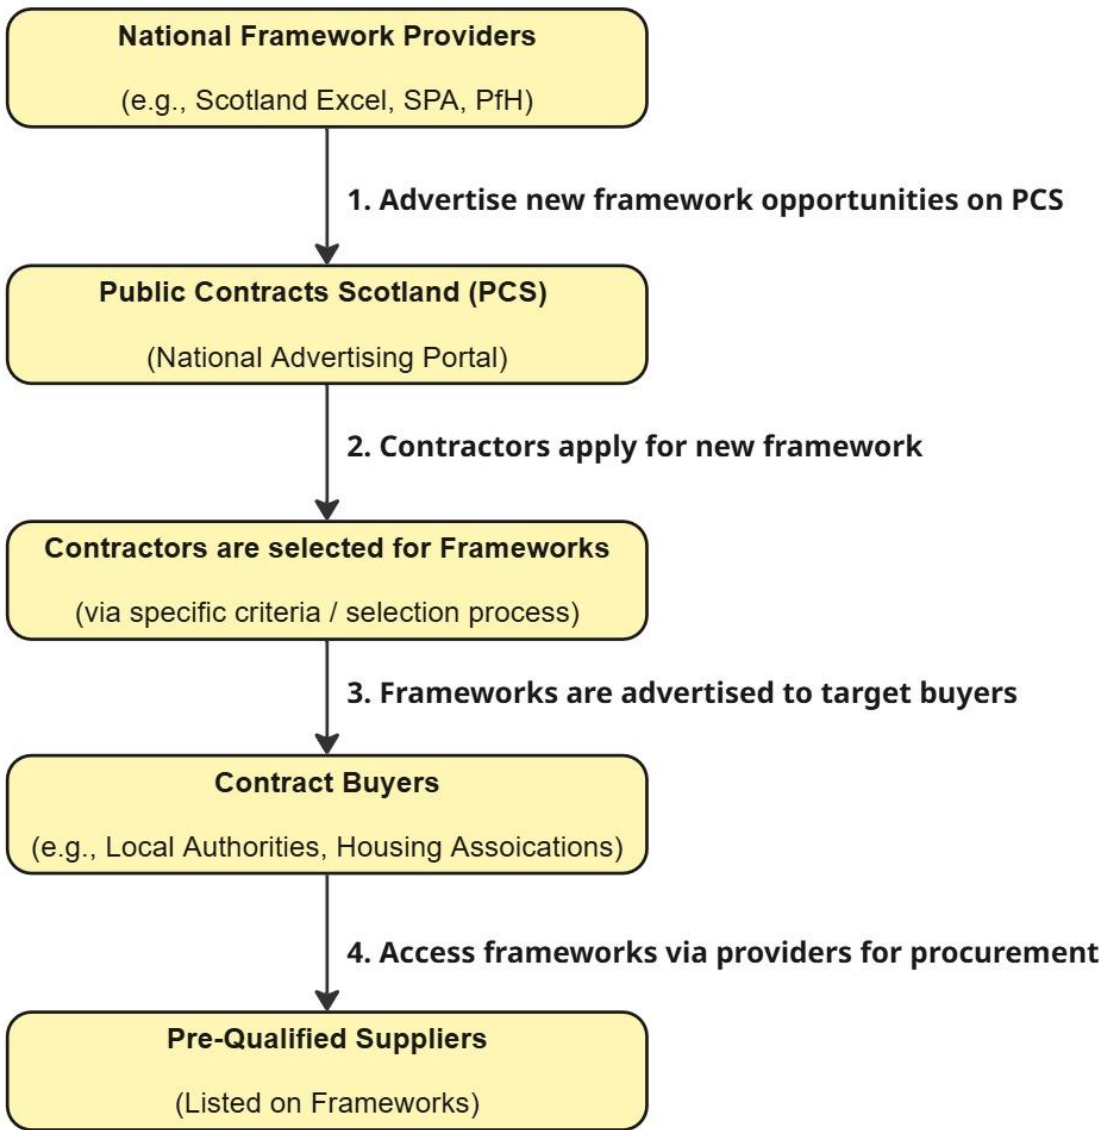 National Framework Providers
(e.g., Scotland Excel, SPA, PfH)
1. Advertise new framework opportunities on PCS
Public Contracts Scotland (PCS)
(National Advertising Portal)
2. Contractors apply for new framework
Contractors are selected for Frameworks
(via specific criteria / selection process)
3. Frameworks are advertised to target buyers
Contract Buyers
(e.g., Local Authorities, Housing Assoications)
4. Access frameworks via providers for procurement
Pre-Qualified Suppliers
(Listed on Frameworks)